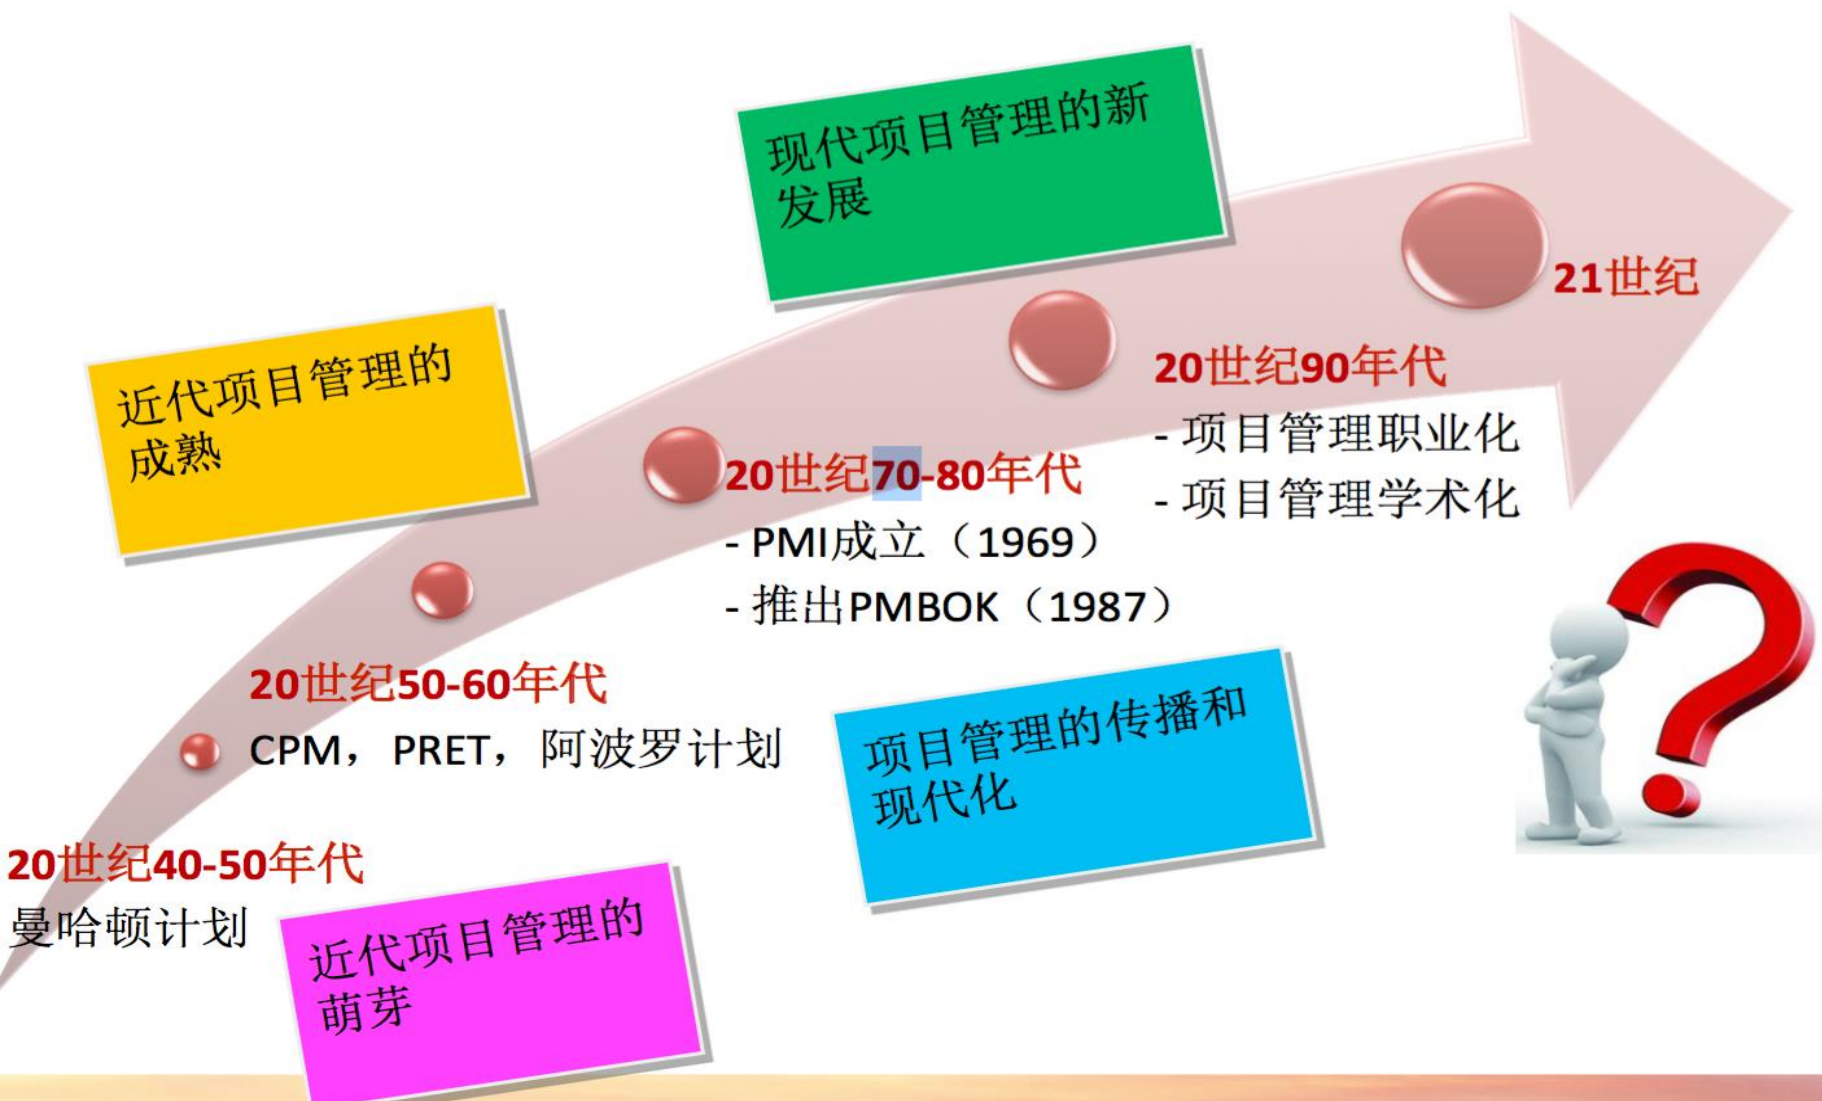 现代项目管理的新
发展
21世纪
近代项目管理的
成熟
20世纪90年代
- 项目管理职业化
- 项目管理学术化
20世纪70-80年代
- PMI成立（1969）
- 推出PMBOK（1987）
20世纪50-60年代
CPM，PRET，阿波罗计划
项目管理的传播和
现代化
20世纪40-50年代
曼哈顿计划
近代项目管理的
萌芽